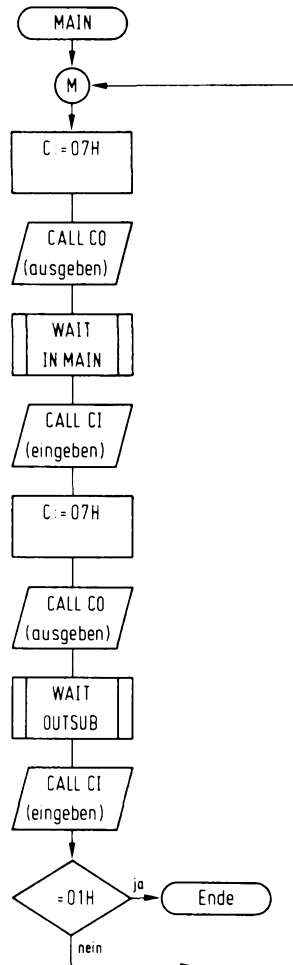 MAIN
M
C:=07H
CALL CO
(ausgeben)
WAIT
IN MAIN
CALL CI
(eingeben)
C:=07H
CALL CO
(ausgeben)
WAIT
OUTSUB
CALL CI
(eingeben)
=01H
ja
Ende
nein